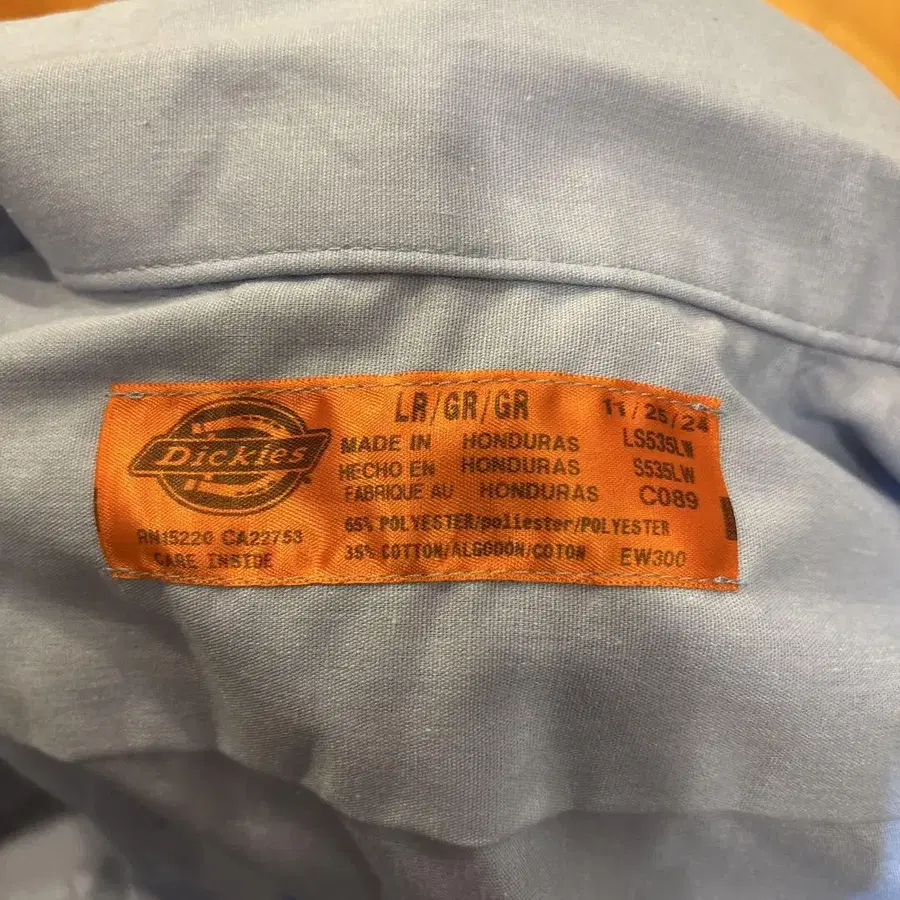 Dickies
RN15220 CA22753
CARE INSIDE
LR/GR/GR 11/25/24
MADE IN HONDURAS LS535LW
HECHO EN HONDURAS S535LW
FABRIQUE AU HONDURAS C089
65% POLYESTER/poliester/POLYESTER
35% COTTON/ALGODON/COTON EW300